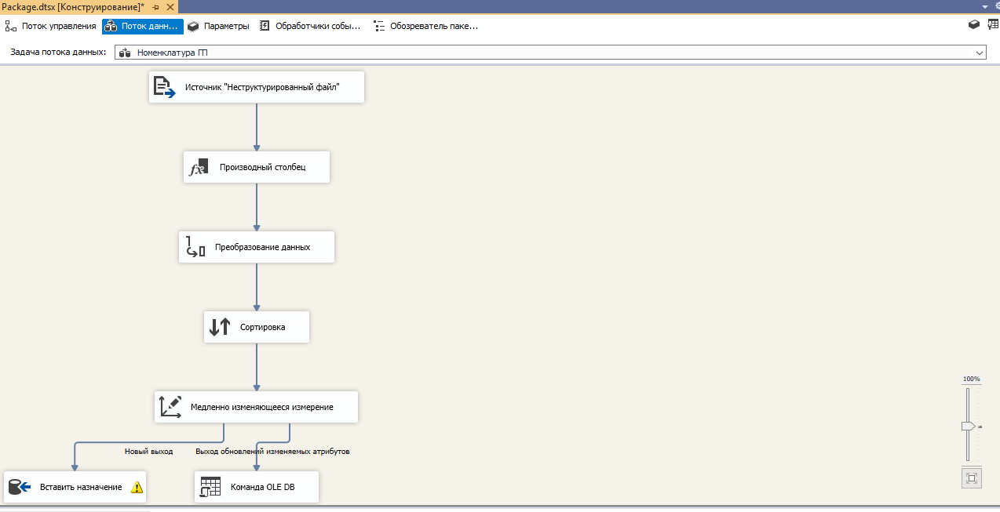 Package.dtsx [Конструирование]*
Поток управления
Поток данн...
Параметры
Обработчики собы...
Обозреватель паке...
Задача потока данных:
Номенклатура ГП
Источник "Неструктурированный файл"
Производный столбец
Преобразование данных
Сортировка
Медленно изменяющееся измерение
Новый выход
Выход обновлений изменяемых атрибутов
Вставить назначение
Команда OLE DB
100%